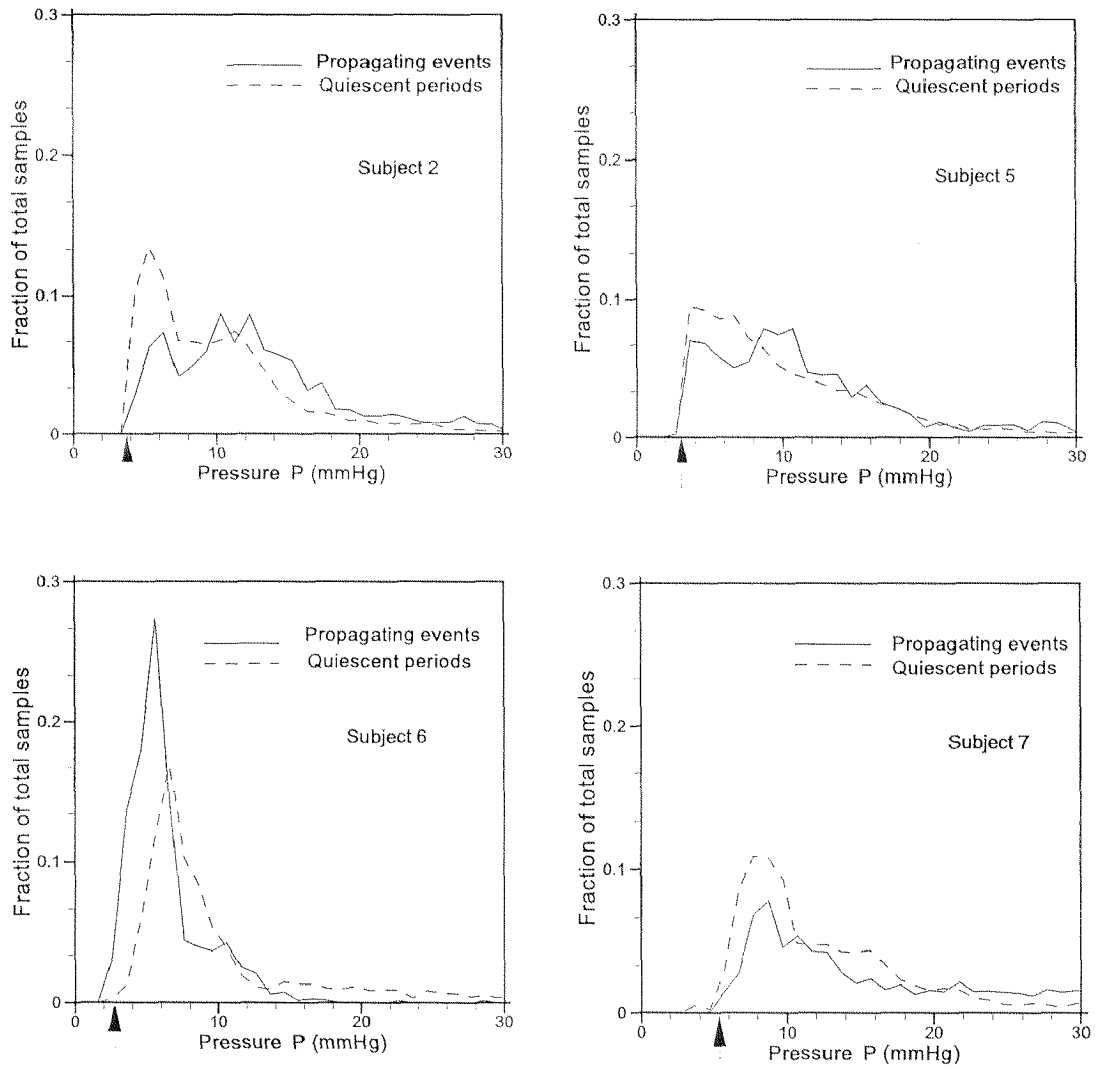 0.3
Propagating events
Quiescent periods
0.2
Subject 2
Fraction of total samples
0.1
0
0 10 20 30
Pressure P (mmHg)
0.3
Propagating events
Quiescent periods
0.2
Subject 5
Fraction of total samples
0.1
0
0 10 20 30
Pressure P (mmHg)
0.3
Propagating events
Quiescent periods
0.2
Subject 6
Fraction of total samples
0.1
0
0 10 20 30
Pressure P (mmHg)
0.3
Propagating events
Quiescent periods
0.2
Subject 7
Fraction of total samples
0.1
0
0 10 20 30
Pressure P (mmHg)